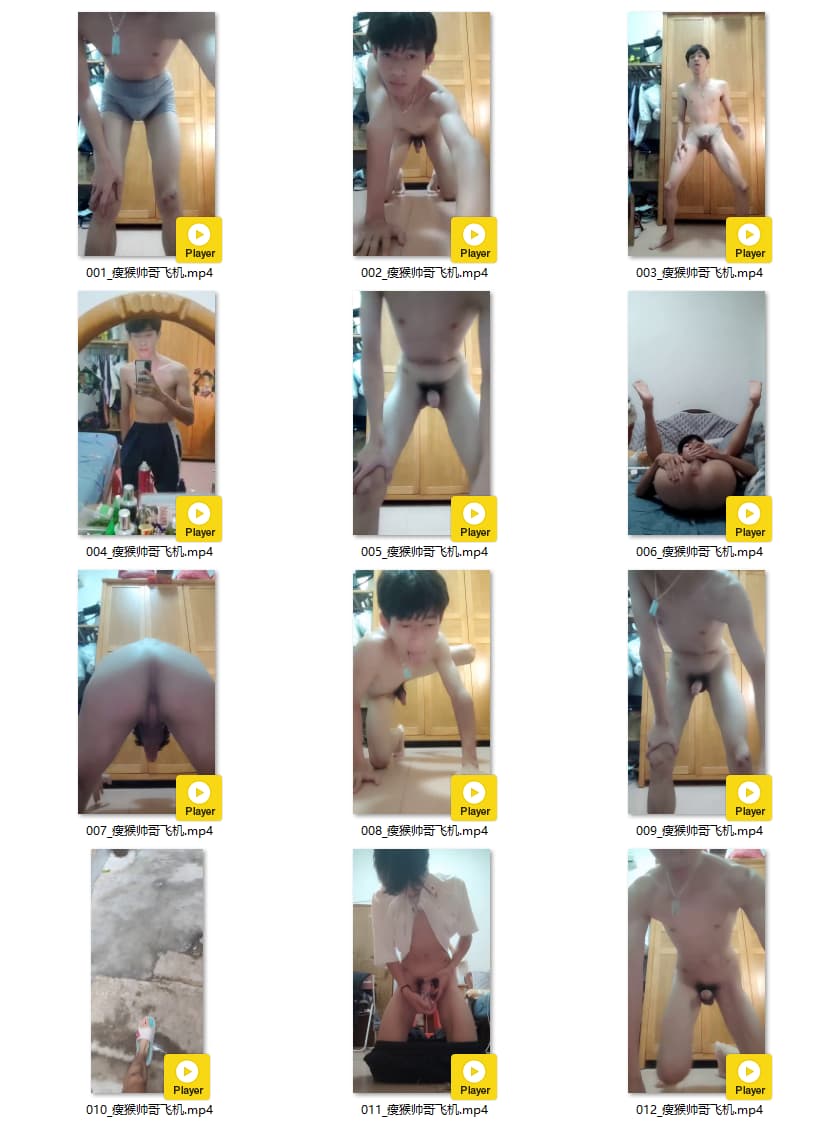 Player
Player
Player
001_瘦猴帅哥飞机.mp4
002_瘦猴帅哥飞机.mp4
003_瘦猴帅哥飞机.mp4
Player
Player
Player
004_瘦猴帅哥飞机.mp4
005_瘦猴帅哥飞机.mp4
006_瘦猴帅哥飞机.mp4
Player
Player
Player
007_瘦猴帅哥飞机.mp4
008_瘦猴帅哥飞机.mp4
009_瘦猴帅哥飞机.mp4
Player
Player
Player
010_瘦猴帅哥飞机.mp4
011_瘦猴帅哥飞机.mp4
012_瘦猴帅哥飞机.mp4